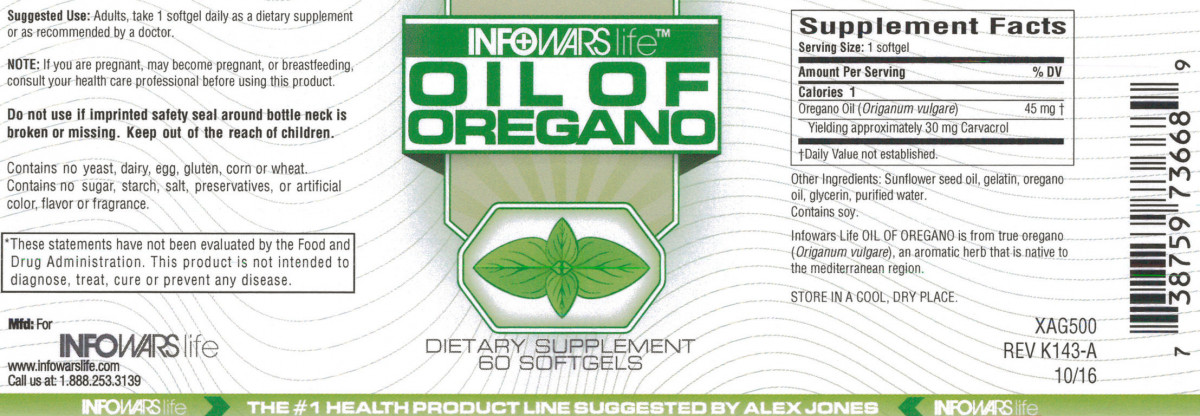 Suggested Use: Adults, take 1 softgel daily as a dietary supplement
or as recommended by a doctor.
NOTE: If you are pregnant, may become pregnant, or breastfeeding,
consult your health care professional before using this product.
Do not use if imprinted safety seal around bottle neck is
broken or missing. Keep out of the reach of children.
Contains no yeast, dairy, egg, gluten, corn or wheat.
Contains no sugar, starch, salt, preservatives, or artificial
color, flavor or fragrance.
*These statements have not been evaluated by the Food and
Drug Administration. This product is not intended to
diagnose, treat, cure or prevent any disease.
Mfd: For
INFOWARS life
www.infowarslife.com
Call us at: 1.888.253.3139
INFOWARS life™
OIL OF
OREGANO
DIETARY SUPPLEMENT
60 SOFTGELS
Supplement Facts
Serving Size: 1 softgel
Amount Per Serving % DV
Calories 1
Oregano Oil (Origanum vulgare) 45 mg †
Yielding approximately 30 mg Carvacrol
†Daily Value not established.
Other Ingredients: Sunflower seed oil, gelatin, oregano
oil, glycerin, purified water.
Contains soy.
Infowars Life OIL OF OREGANO is from true oregano
(Origanum vulgare), an aromatic herb that is native to
the mediterranean region.
STORE IN A COOL, DRY PLACE.
XAG500
REV K143-A
10/16
7 38759 73668 9
INFOWARS life THE #1 HEALTH PRODUCT LINE SUGGESTED BY ALEX JONES INFOWARS life